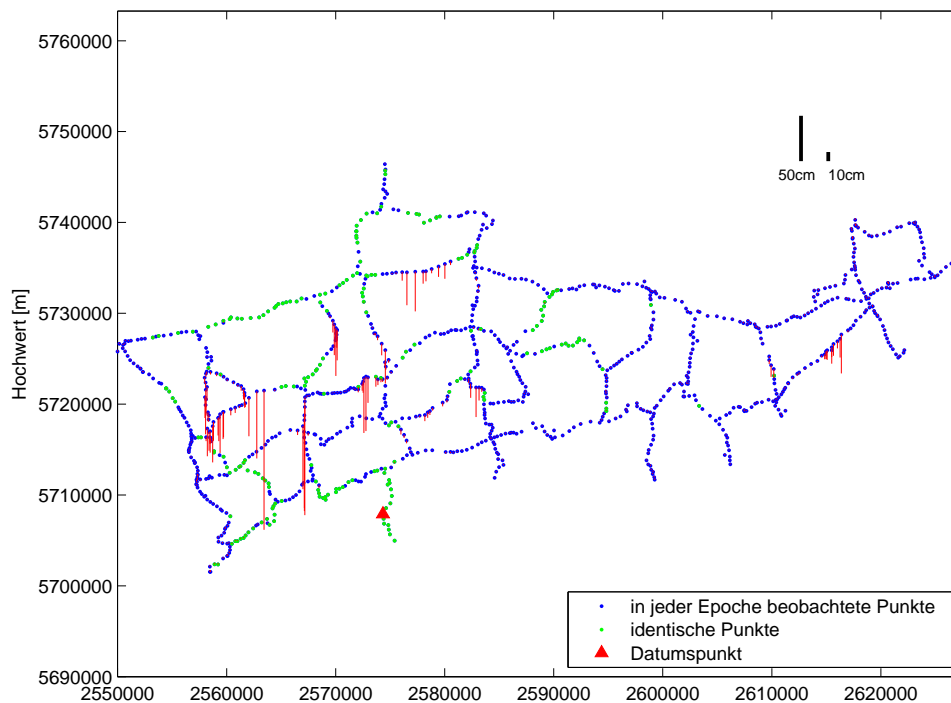 5760000
5750000
50cm 10cm
5740000
5730000
Hochwert [m]
5720000
5710000
5700000
in jeder Epoche beobachtete Punkte
identische Punkte
Datumspunkt
5690000
2550000 2560000 2570000 2580000 2590000 2600000 2610000 2620000